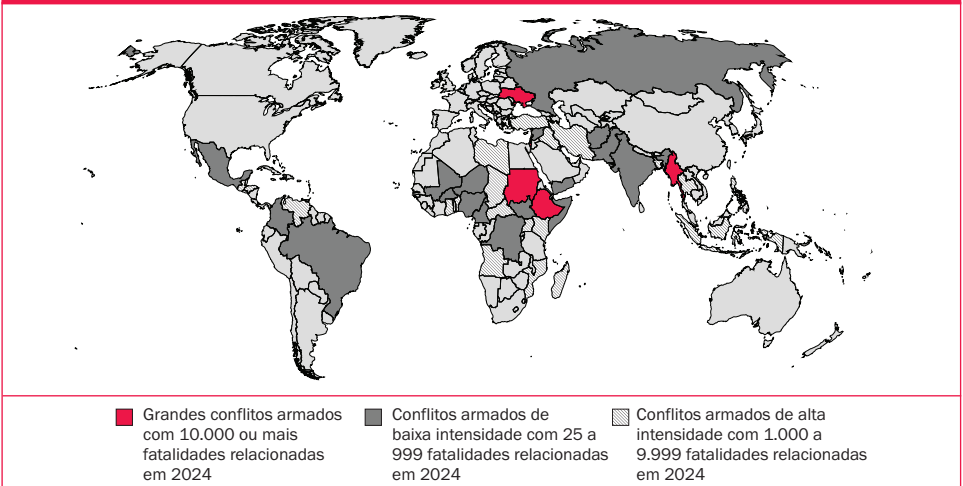 Grandes conflitos armados
com 10.000 ou mais
fatalidades relacionadas
em 2024
Conflitos armados de
baixa intensidade com 25 a
999 fatalidades relacionadas
em 2024
Conflitos armados de alta
intensidade com 1.000 a
9.999 fatalidades relacionadas
em 2024